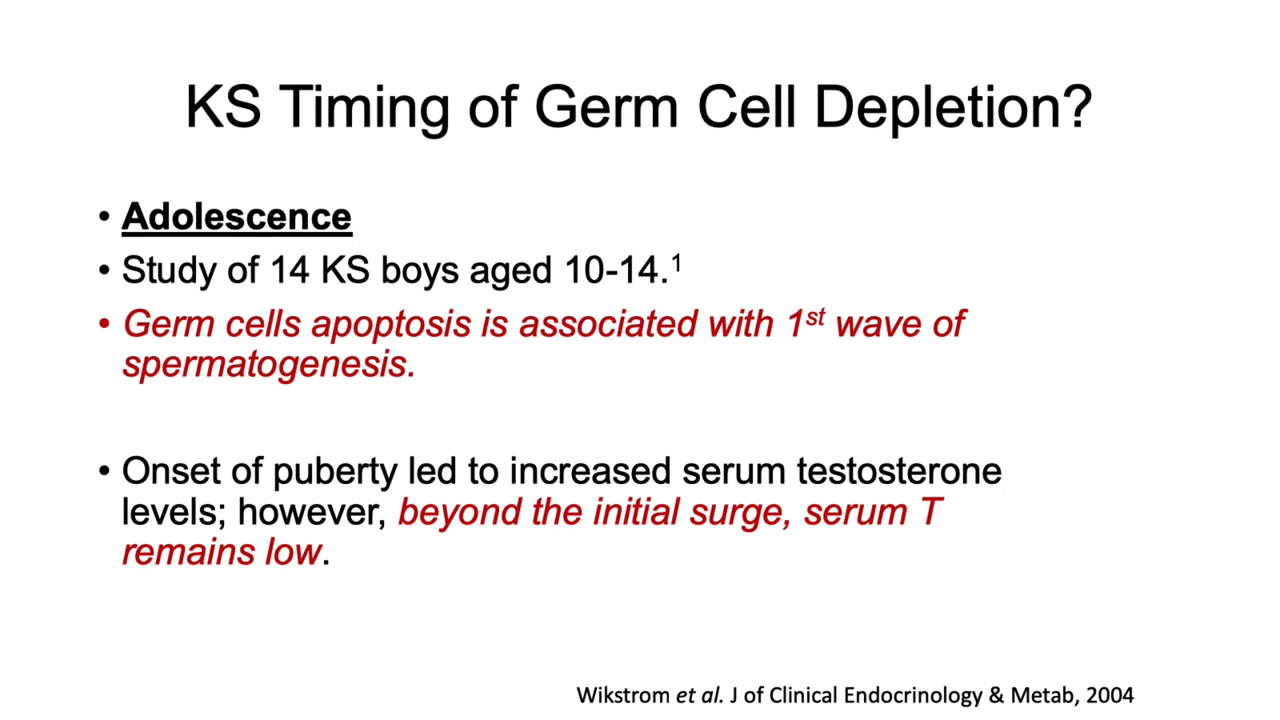 KS Timing of Germ Cell Depletion?
• Adolescence
• Study of 14 KS boys aged 10-14.¹
• Germ cells apoptosis is associated with 1st wave of
spermatogenesis.
• Onset of puberty led to increased serum testosterone
levels; however, beyond the initial surge, serum T
remains low.
Wikstrom et al. J of Clinical Endocrinology & Metab, 2004